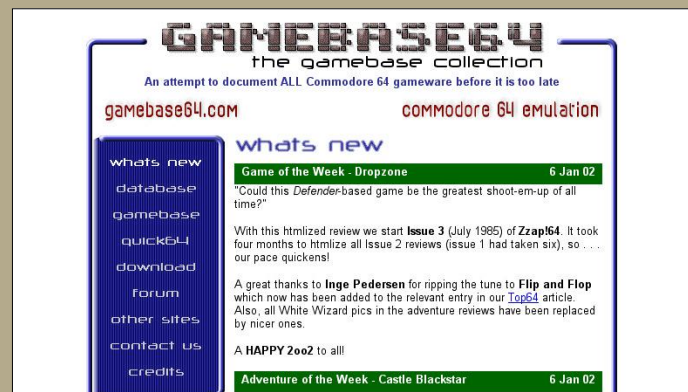 GAMEBASE64
the gamebase collection
An attempt to document ALL Commodore 64 gameware before it is too late
gamebase64.com
commodore 64 emulation
whats new
database
gamebase
quick64
download
forum
other sites
contact us
credits
whats new
Game of the Week - Dropzone 6 Jan 02
"Could this Defender-based game be the greatest shoot-em-up of all
time?"
With this htmlized review we start Issue 3 (July 1985) of Zzap!64. It took
four months to htmlize all Issue 2 reviews (issue 1 had taken six), so . . .
our pace quickens!
A great thanks to Inge Pedersen for ripping the tune to Flip and Flop
which now has been added to the relevant entry in our Top64 article.
Also, all White Wizard pics in the adventure reviews have been replaced
by nicer ones.
A HAPPY 2oo2 to all!
Adventure of the Week - Castle Blackstar 6 Jan 02